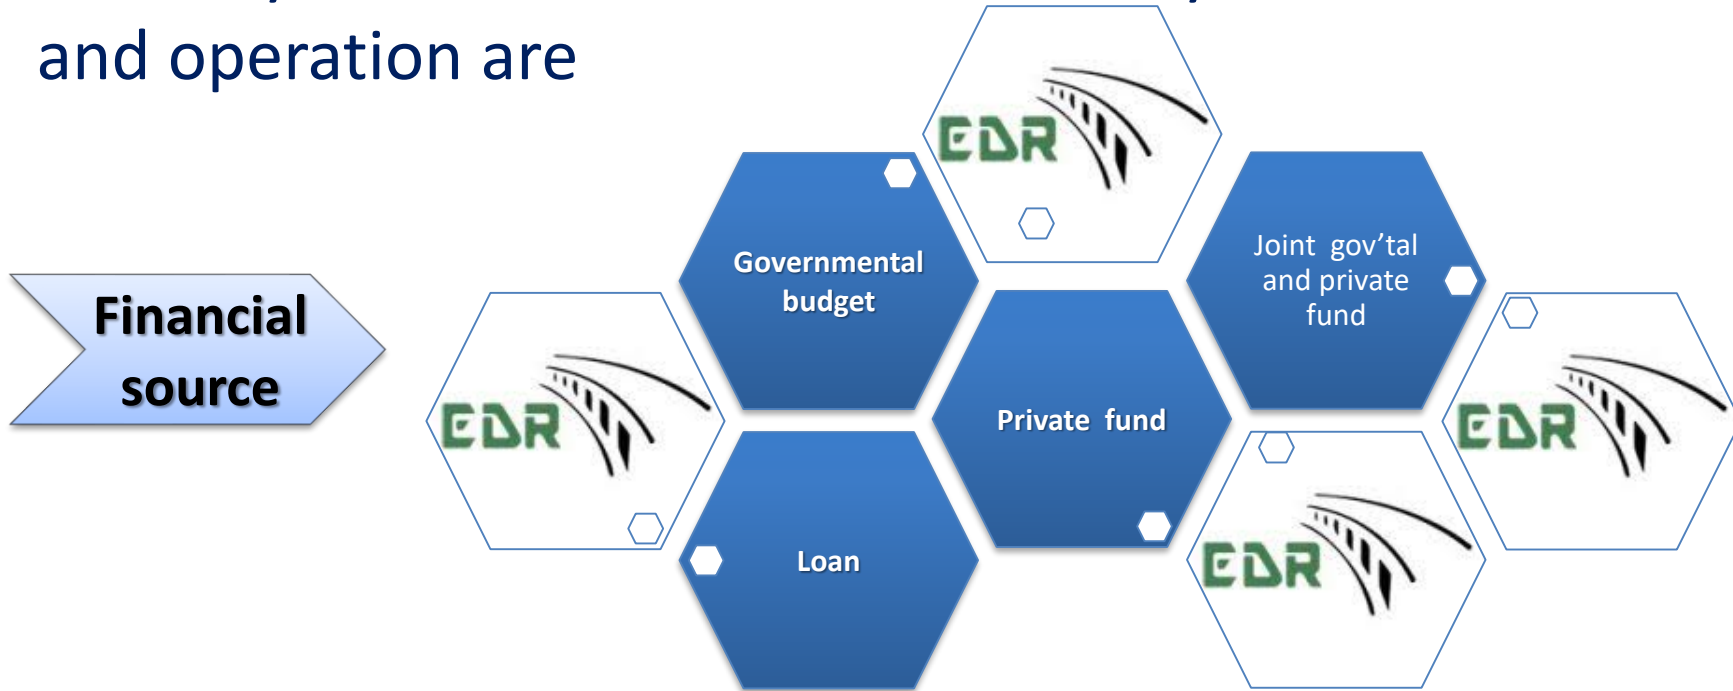 and operation are
Financial
source
Governmental
budget
Joint gov’tal
and private
fund
Private fund
Loan
EDR
EDR
EDR
EDR